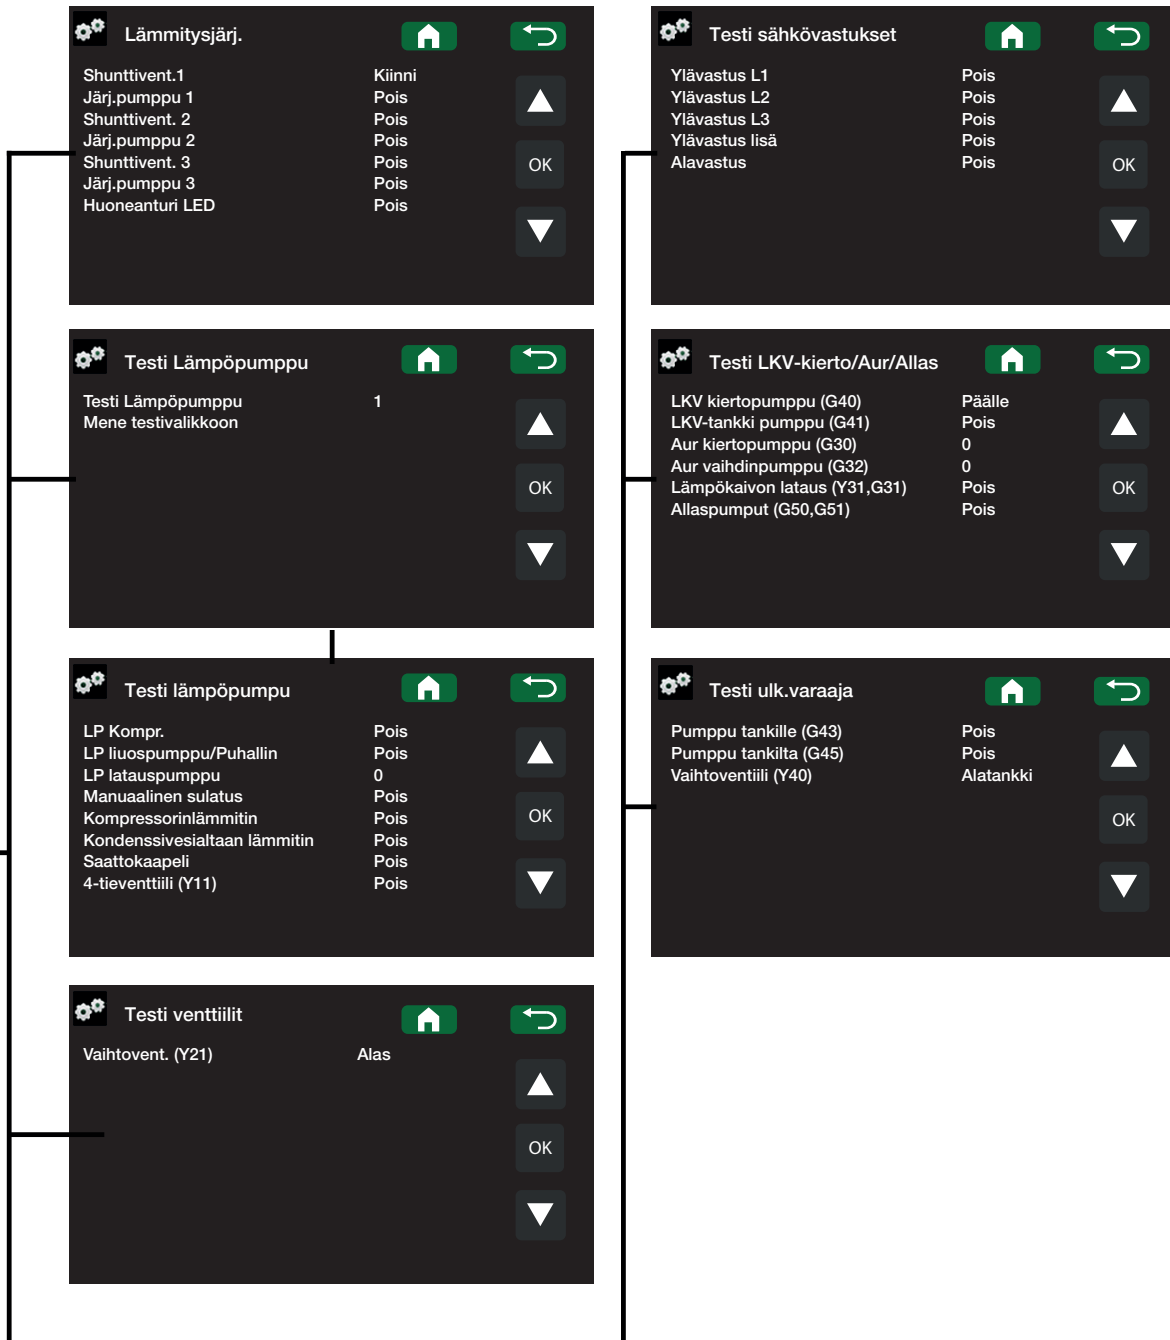 Lämmitysjärj.
Shunttivent.1 Kiinni
Järj.pumppu 1 Pois
Shunttivent. 2 Pois
Järj.pumppu 2 Pois
Shunttivent. 3 Pois
Järj.pumppu 3 Pois
Huoneanturi LED Pois
OK
Testi Lämpöpumppu
Testi Lämpöpumppu 1
Mene testivalikkoon
OK
Testi lämpöpumpu
LP Kompr. Pois
LP liuospumppu/Puhallin Pois
LP latauspumppu 0
Manuaalinen sulatus Pois
Kompressorinlämmitin Pois
Kondenssivesialtaan lämmitin Pois
Saattokaapeli Pois
4-tieventtiili (Y11) Pois
OK
Testi venttiilit
Vaihtovent. (Y21) Alas
OK
Testi sähkövastukset
Ylävastus L1 Pois
Ylävastus L2 Pois
Ylävastus L3 Pois
Ylävastus lisä Pois
Alavastus Pois
OK
Testi LKV-kierto/Aur/Allas
LKV kiertopumppu (G40) Päälle
LKV-tankki pumppu (G41) Pois
Aur kiertopumppu (G30) 0
Aur vaihdinpumppu (G32) 0
Lämpökaivon lataus (Y31,G31) Pois
Allaspumput (G50,G51) Pois
OK
Testi ulk.varaaja
Pumppu tankille (G43) Pois
Pumppu tankilta (G45) Pois
Vaihtoventiili (Y40) Alatankki
OK